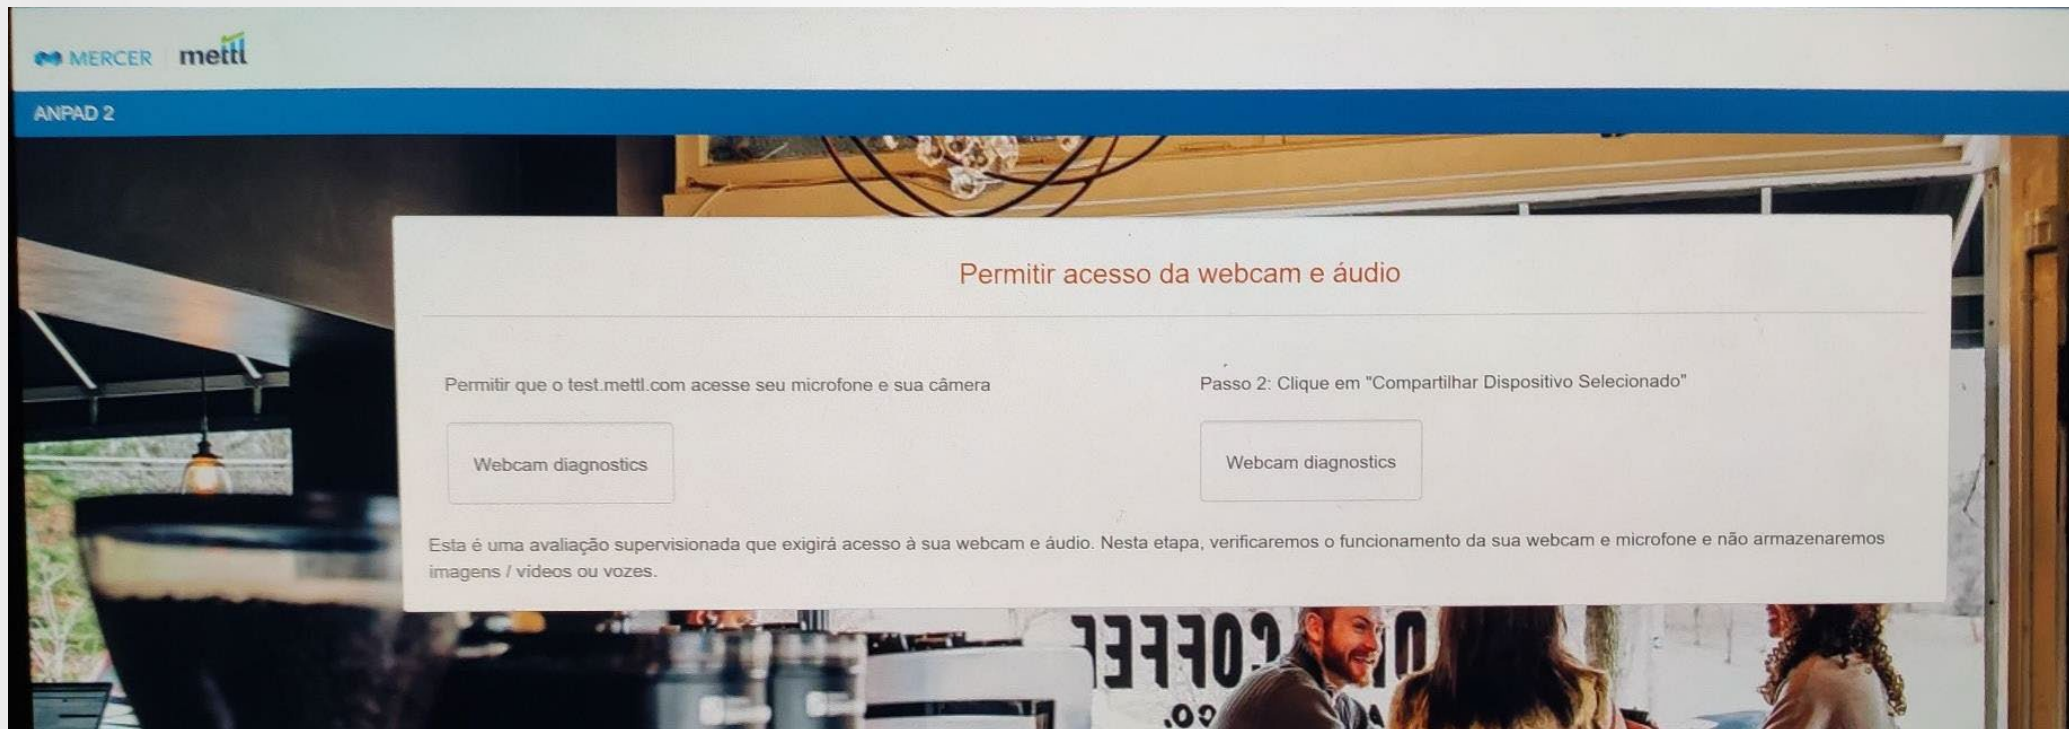 MERCER mettl
ANPAD 2
Permitir acesso da webcam e áudio
Permitir que o test.mettl.com acesse seu microfone e sua câmera
Passo 2: Clique em "Compartilhar Dispositivo Selecionado"
Webcam diagnostics
Webcam diagnostics
Esta é uma avaliação supervisionada que exigirá acesso à sua webcam e áudio. Nesta etapa, verificaremos o funcionamento da sua webcam e microfone e não armazenaremos
imagens / vídeos ou vozes.
COFFEE
CO.